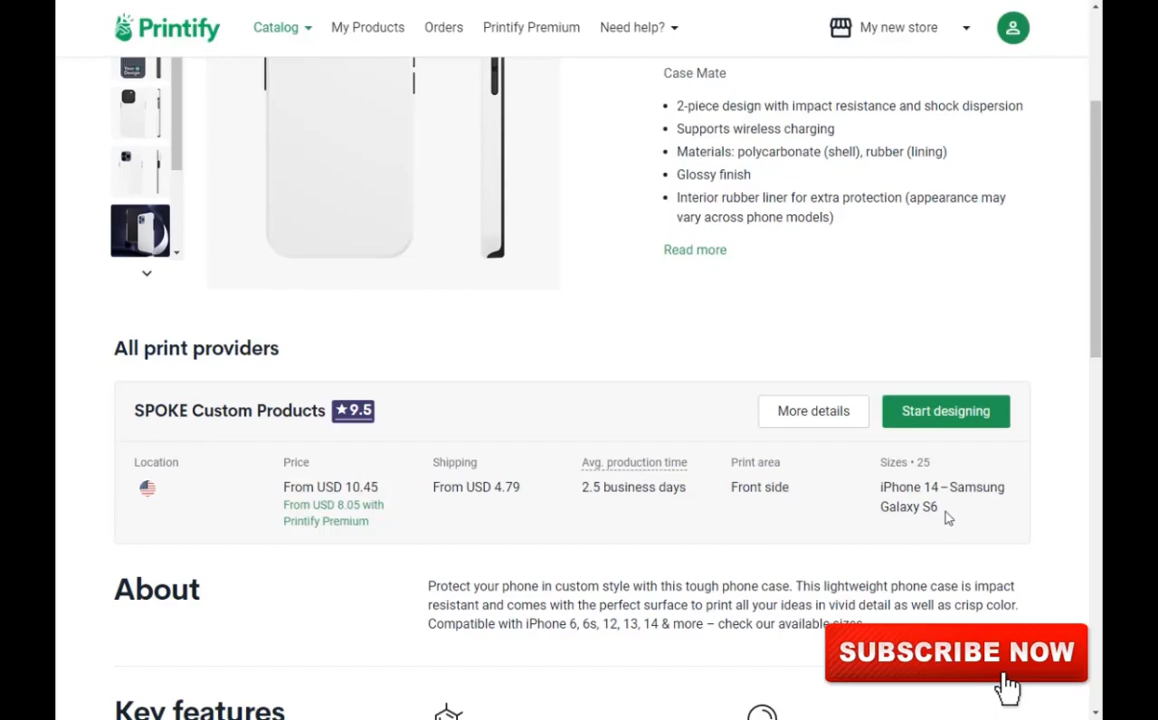 Printify
Catalog
My Products
Orders
Printify Premium
Need help?
My new store
Case Mate
2-piece design with impact resistance and shock dispersion
Supports wireless charging
Materials: polycarbonate (shell), rubber (lining)
Glossy finish
Interior rubber liner for extra protection (appearance may
vary across phone models)
Read more
All print providers
SPOKE Custom Products ★9.5
More details
Start designing
Location
Price
Shipping
Avg. production time
Print area
Sizes • 25
From USD 10.45
From USD 8.05 with
Printify Premium
From USD 4.79
2.5 business days
Front side
iPhone 14 – Samsung
Galaxy S6
About
Protect your phone in custom style with this tough phone case. This lightweight phone case is impact
resistant and comes with the perfect surface to print all your ideas in vivid detail as well as crisp color.
Compatible with iPhone 6, 6s, 12, 13, 14 & more – check our available sizes.
SUBSCRIBE NOW
Key features